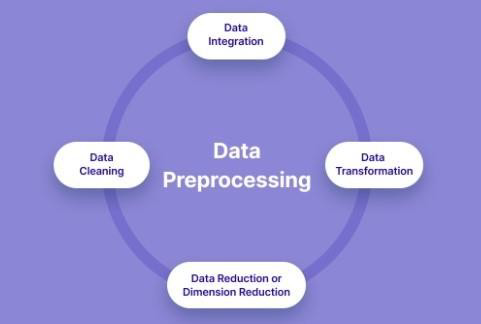 Data
Integration
Data
Cleaning
Data
Preprocessing
Data
Transformation
Data Reduction or
Dimension Reduction